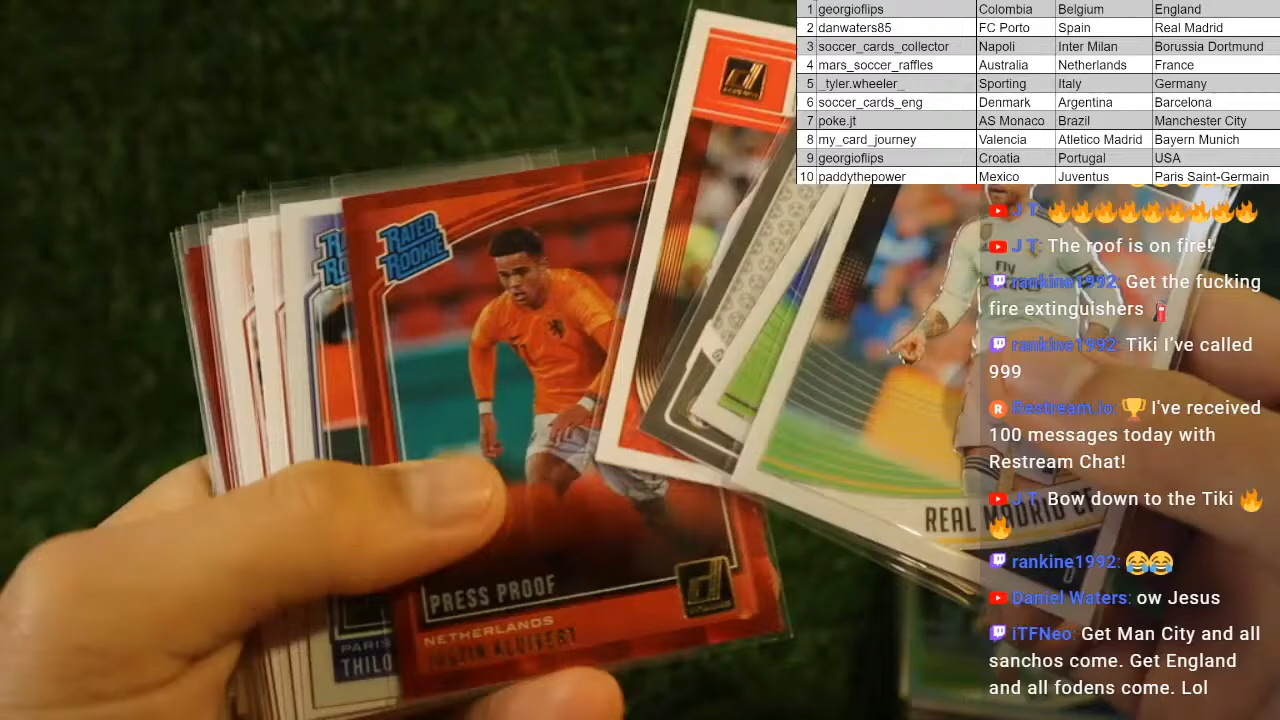 1 georgioflips Colombia Belgium England
2 danwaters85 FC Porto Spain Real Madrid
3 soccer_cards_collector Napoli Inter Milan Borussia Dortmund
4 mars_soccer_raffles Australia Netherlands France
5 _tyler.wheeler_ Sporting Italy Germany
6 soccer_cards_eng Denmark Argentina Barcelona
7 poke.jt AS Monaco Brazil Manchester City
8 my_card_journey Valencia Atletico Madrid Bayern Munich
9 georgioflips Croatia Portugal USA
10 paddythepower Mexico Juventus Paris Saint-Germain
J T: 🔥🔥🔥🔥🔥🔥🔥🔥🔥
J T: The roof is on fire!
rankine1992: Get the fucking
fire extinguishers 🧯
rankine1992: Tiki I've called
999
Restream.io: 🏆 I've received
100 messages today with
Restream Chat!
J T: Bow down to the Tiki 🔥
🔥
rankine1992: 😂😂
Daniel Waters: ow Jesus
iTFNeo: Get Man City and all
sanchos come. Get England
and all fodens come. Lol
RATED
ROOKIE
PRESS PROOF
NETHERLANDS
JUSTIN KLUIVERT
PARIS
THILO
FLY
REAL MADRID CF